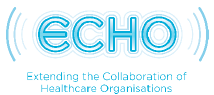 ECHO
Extending the Collaboration of
Healthcare Organisations